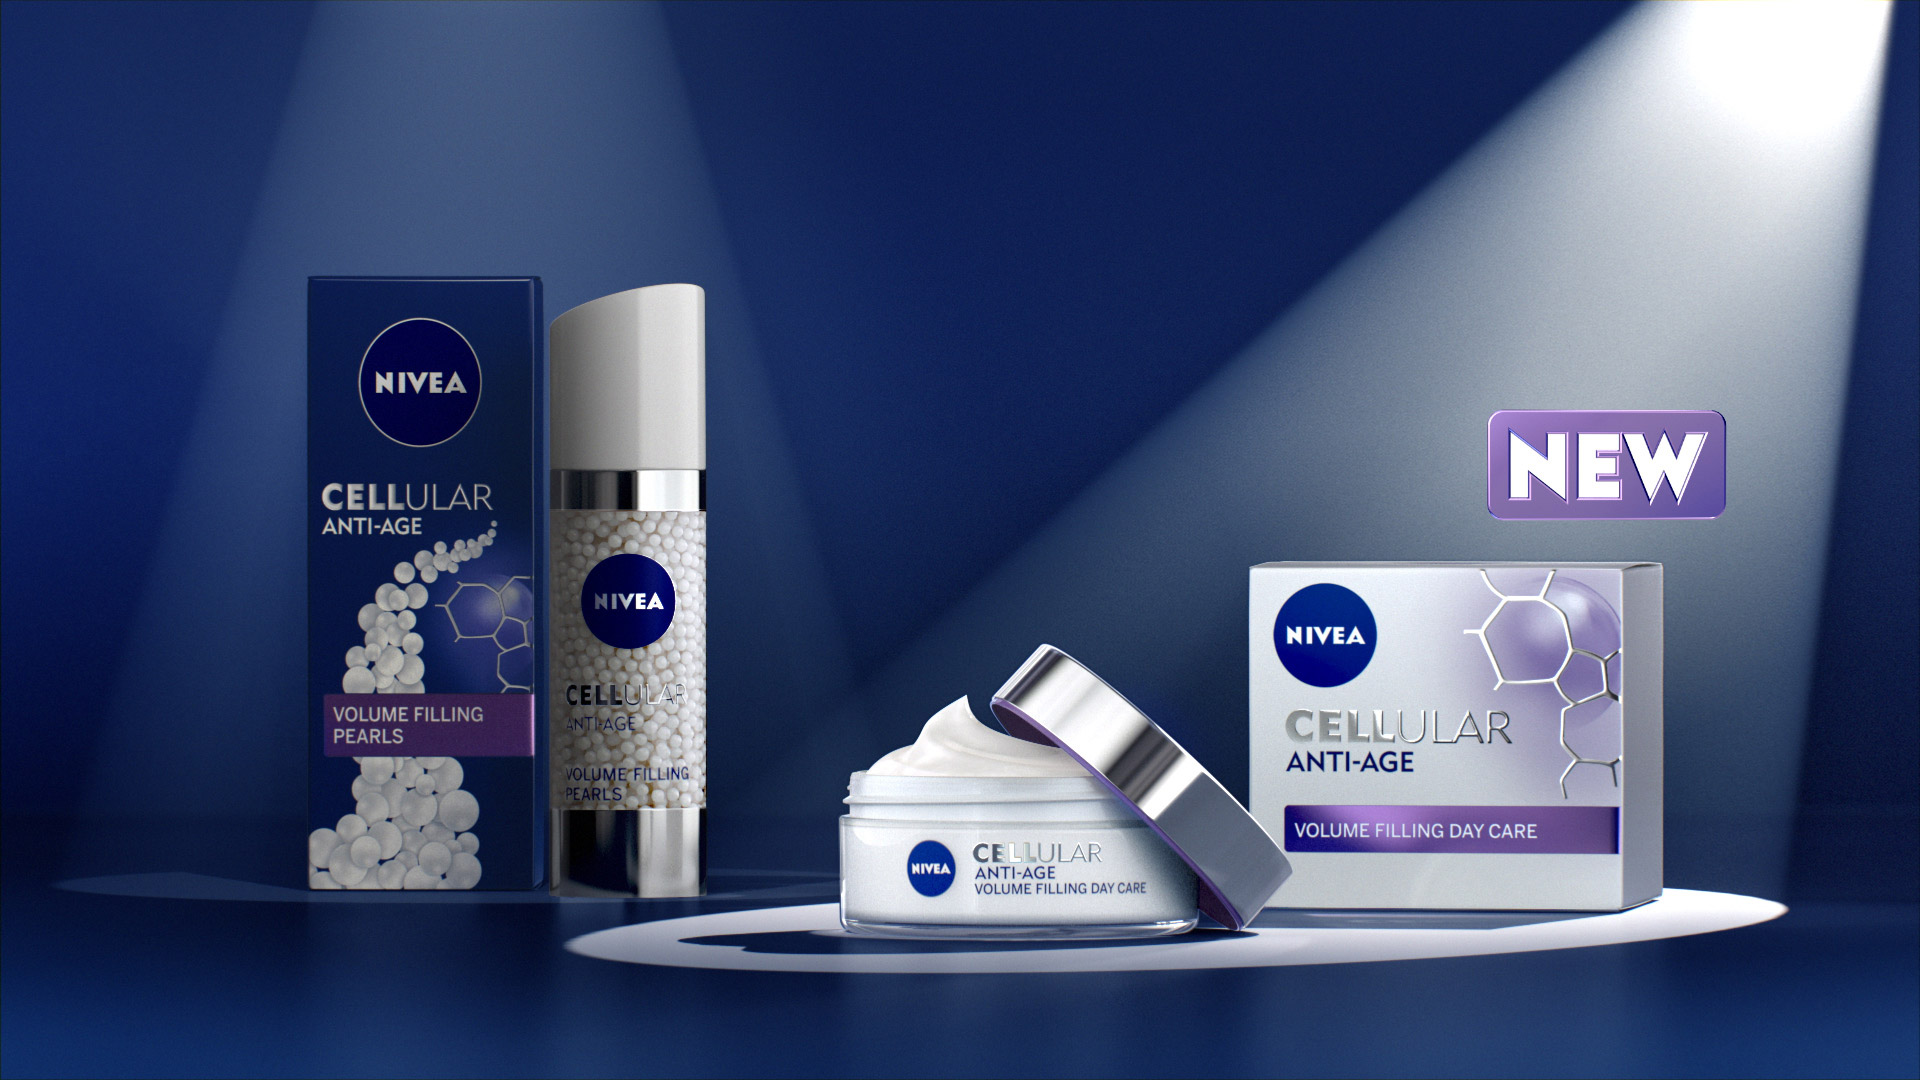 NIVEA
CELLULAR
ANTI-AGE
VOLUME FILLING
PEARLS
NIVEA
CELLULAR
ANTI-AGE
VOLUME FILLING
PEARLS
NIVEA
CELLULAR
ANTI-AGE
VOLUME FILLING DAY CARE
NEW
NIVEA
CELLULAR
ANTI-AGE
VOLUME FILLING DAY CARE